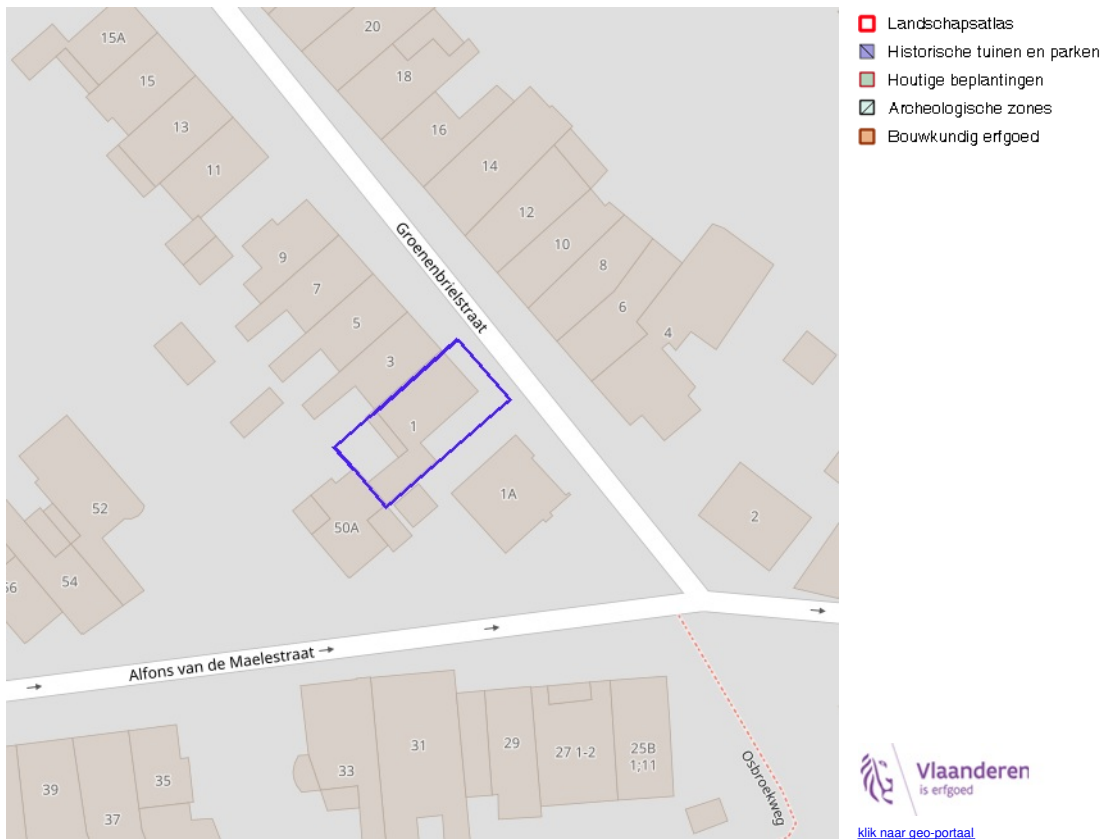 15A
15
13
11
20
18
16
14
12
10
8
6
4
Groenenbrielstraat
9
7
5
3
1
1A
50A
2
52
54
56
Alfons van de Maelestraat
39
37
35
33
31
29
27 1-2
25B
1;11
Osbroekweg
Landschapsatlas
Historische tuinen en parken
Houtige beplantingen
Archeologische zones
Bouwkundig erfgoed
Vlaanderen
is erfgoed
klik naar geo-portaal